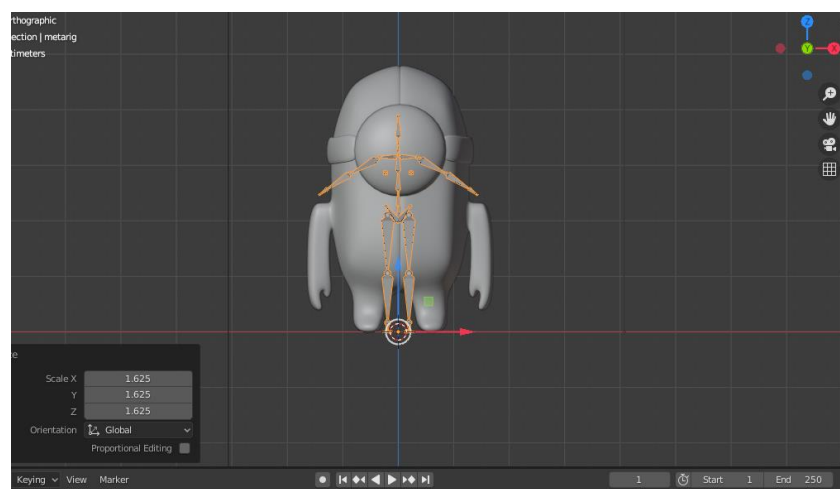 rthographic
ection | metarig
timeters
Z
Y
X
te
Scale X 1.625
Y 1.625
Z 1.625
Orientation Global
Proportional Editing
Keying View Marker 1 Start 1 End 250